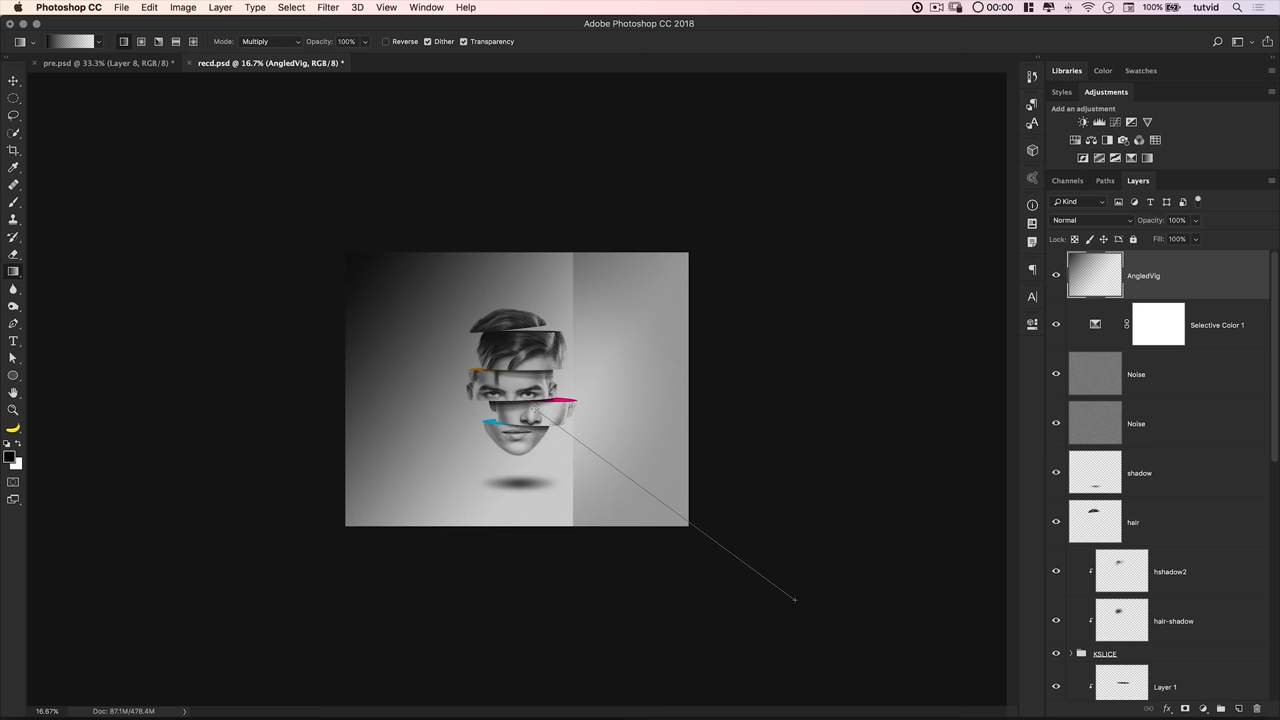 Photoshop CC File Edit Image Layer Type Select Filter 3D View Window Help 00:00 100% tutvid
Adobe Photoshop CC 2018
Mode: Multiply Opacity: 100% Reverse Dither Transparency
pre.psd @ 33.3% (Layer 8, RGB/8) * recd.psd @ 16.7% (AngledVig, RGB/8) *
Libraries Color Swatches
Styles Adjustments
Add an adjustment
Channels Paths Layers
Kind
Normal Opacity: 100%
Lock: Fill: 100%
AngledVig
Selective Color 1
Noise
Noise
shadow
hair
hshadow2
hair-shadow
KSLICE
Layer 1
16.67% Doc: 87.1M/478.4M